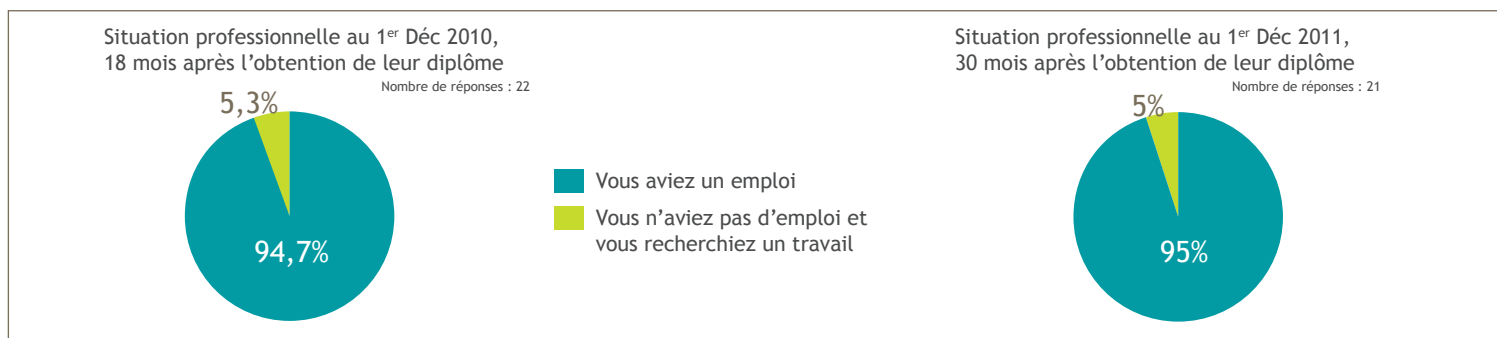 Situation professionnelle au 1er Déc 2010,
18 mois après l’obtention de leur diplôme
Nombre de réponses : 22
5,3%
94,7%
Vous aviez un emploi
Vous n’aviez pas d’emploi et
vous recherchiez un travail
Situation professionnelle au 1er Déc 2011,
30 mois après l’obtention de leur diplôme
Nombre de réponses : 21
5%
95%